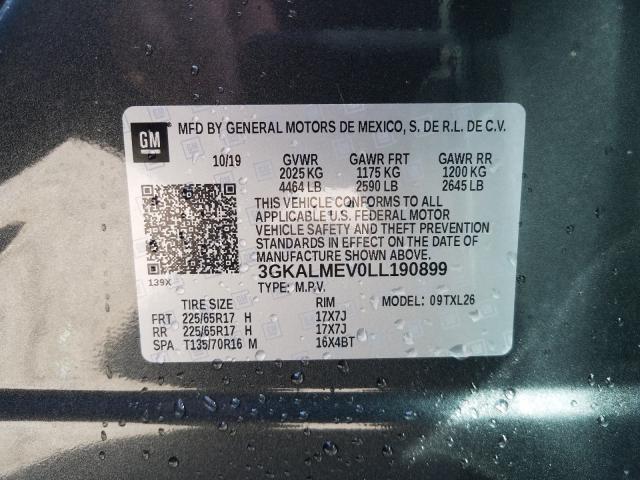 GM MFD BY GENERAL MOTORS DE MEXICO, S. DE R.L. DE C.V.
10/19 GVWR GAWR FRT GAWR RR
2025 KG 1175 KG 1200 KG
4464 LB 2590 LB 2645 LB
THIS VEHICLE CONFORMS TO ALL
APPLICABLE U.S. FEDERAL MOTOR
VEHICLE SAFETY AND THEFT PREVENTION
STANDARDS IN EFFECT ON THE DATE OF
MANUFACTURE SHOWN ABOVE.
139X 3GKALMEV0LL190899
TYPE: M.P.V.
TIRE SIZE RIM MODEL: 09TXL26
FRT 225/65R17 H 17X7J
RR 225/65R17 H 17X7J
SPA T135/70R16 M 16X4BT